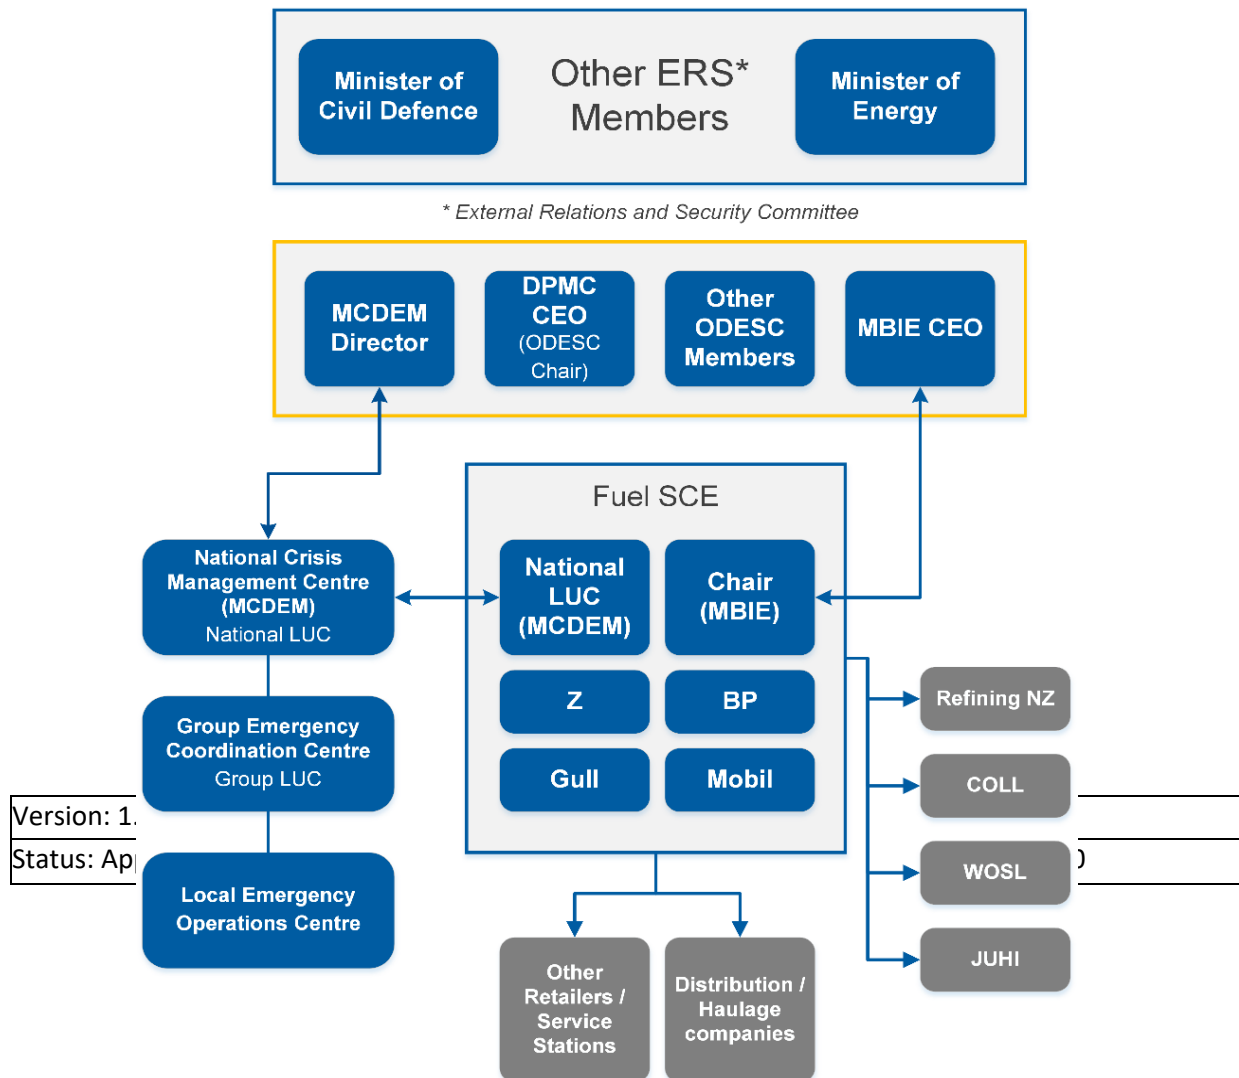 Minister of
Civil Defence
Other ERS*
Members
Minister of
Energy
* External Relations and Security Committee
MCDEM
Director
DPMC
CEO
(ODESC
Chair)
Other
ODESC
Members
MBIE CEO
Fuel SCE
National Crisis
Management Centre
(MCDEM)
National LUC
National
LUC
(MCDEM)
Chair
(MBIE)
Z
BP
Gull
Mobil
Group Emergency
Coordination Centre
Group LUC
Refining NZ
COLL
WOSL
JUHI
Version: 1.
Status:
Local Emergency
Operations Centre
Other
Retailers /
Service
Stations
Distribution /
Haulage
companies